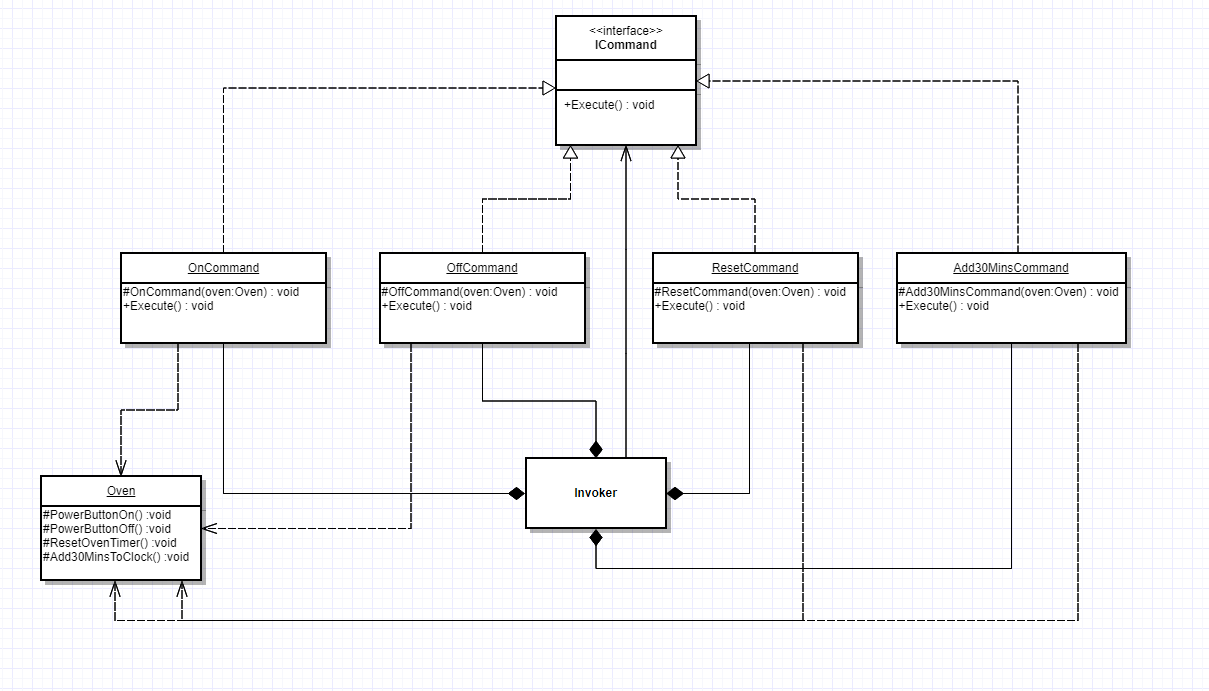 <<interface>>
ICommand
+Execute() : void
OnCommand
#OnCommand(oven:Oven) : void
+Execute() : void
OffCommand
#OffCommand(oven:Oven) : void
+Execute() : void
ResetCommand
#ResetCommand(oven:Oven) : void
+Execute() : void
Add30MinsCommand
#Add30MinsCommand(oven:Oven) : void
+Execute() : void
Oven
#PowerButtonOn() :void
#PowerButtonOff() :void
#ResetOvenTimer() :void
#Add30MinsToClock() :void
Invoker